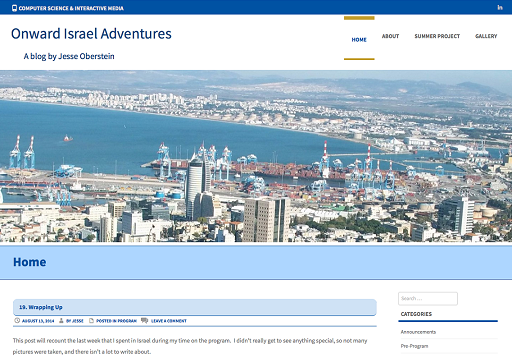 COMPUTER SCIENCE & INTERACTIVE MEDIA
in
Onward Israel Adventures
A blog by Jesse Oberstein
HOME ABOUT SUMMER PROJECT GALLERY
Home
19. Wrapping Up
AUGUST 13, 2014 BY JESSE POSTED IN PROGRAM LEAVE A COMMENT
This post will recount the last week that I spent in Israel during my time on the program. I didn't really get to see anything special, so not many
pictures were taken, and there isn't a lot to write about.
Search …
CATEGORIES
Announcements
Pre-Program